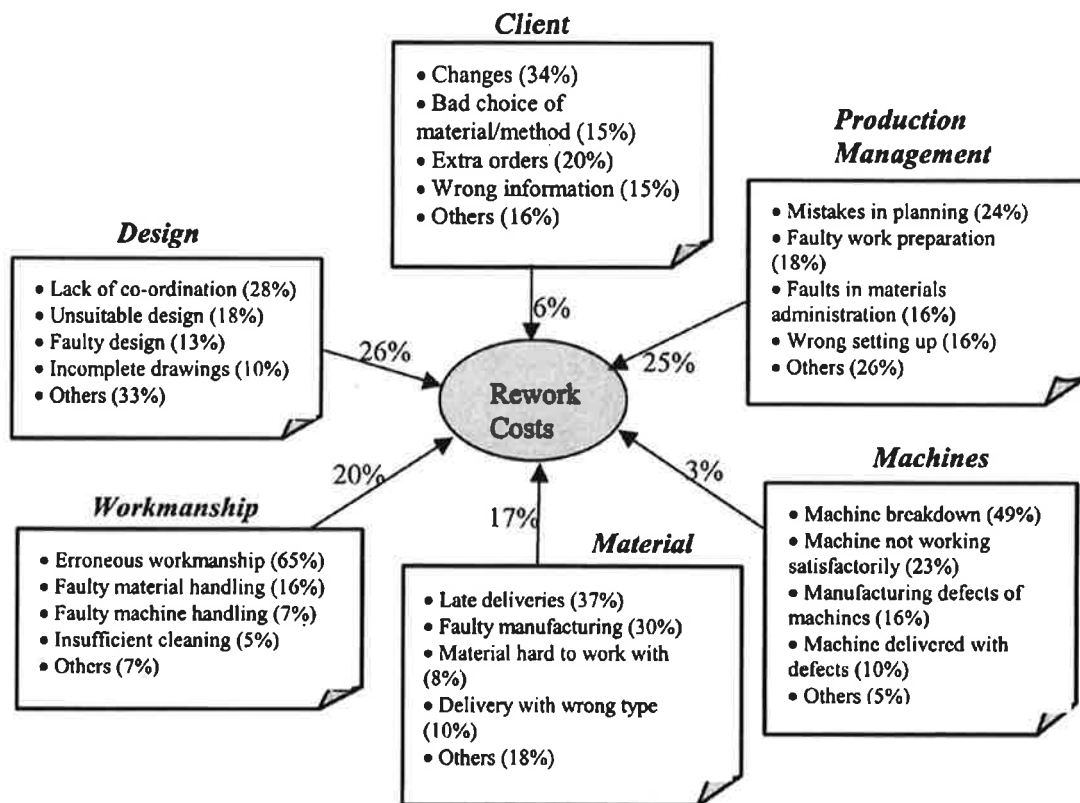 Client
• Changes (34%)
• Bad choice of
material/method (15%)
• Extra orders (20%)
• Wrong information (15%)
• Others (16%)
Production
Management
• Mistakes in planning (24%)
• Faulty work preparation
(18%)
• Faults in materials
administration (16%)
• Wrong setting up (16%)
• Others (26%)
Design
• Lack of co-ordination (28%)
• Unsuitable design (18%)
• Faulty design (13%)
• Incomplete drawings (10%)
• Others (33%)
6%
26%
25%
Rework
Costs
20%
3%
17%
Workmanship
• Erroneous workmanship (65%)
• Faulty material handling (16%)
• Faulty machine handling (7%)
• Insufficient cleaning (5%)
• Others (7%)
Material
• Late deliveries (37%)
• Faulty manufacturing (30%)
• Material hard to work with
(8%)
• Delivery with wrong type
(10%)
• Others (18%)
Machines
• Machine breakdown (49%)
• Machine not working
satisfactorily (23%)
• Manufacturing defects of
machines (16%)
• Machine delivered with
defects (10%)
• Others (5%)